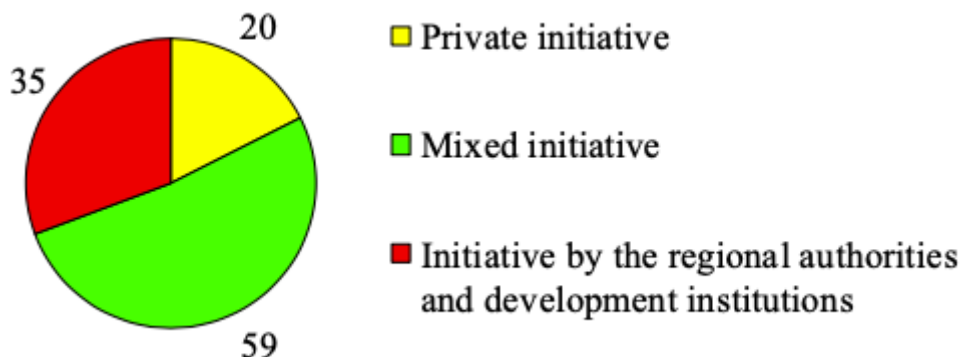 20
Private initiative
35
Mixed initiative
Initiative by the regional authorities
and development institutions
59